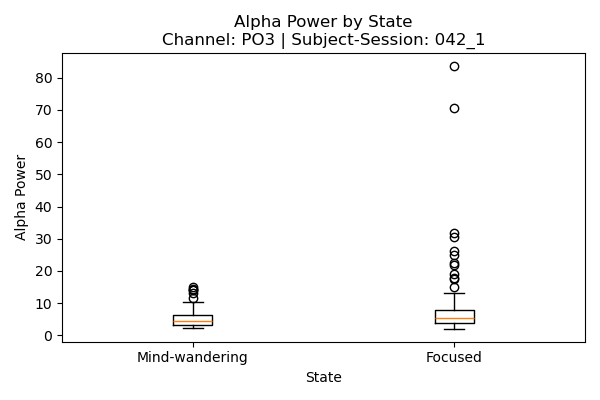 Alpha Power by State
Channel: PO3 | Subject-Session: 042_1
80
70
60
50
40
30
20
10
0
Alpha Power
Mind-wandering
Focused
State